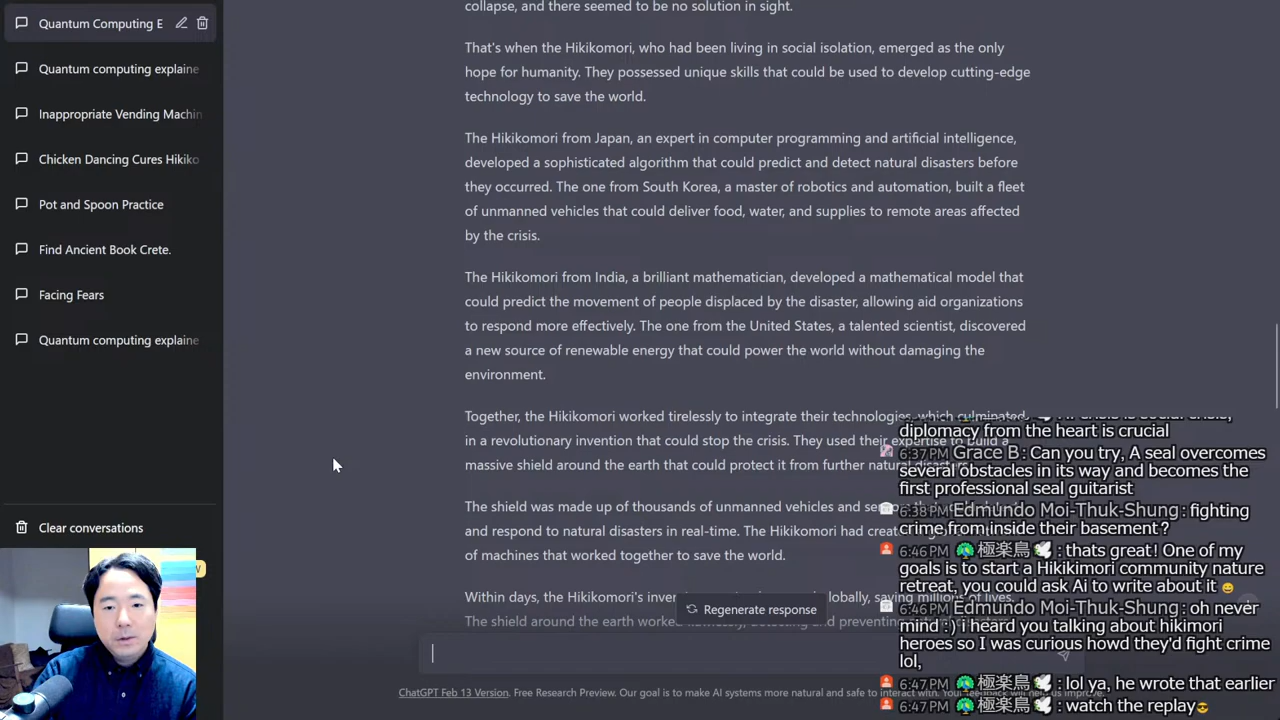 Quantum Computing E
Quantum computing explaine
Inappropriate Vending Machin
Chicken Dancing Cures Hikiko
Pot and Spoon Practice
Find Ancient Book Crete.
Facing Fears
Quantum computing explaine
Clear conversations
collapse, and there seemed to be no solution in sight.
That's when the Hikikomori, who had been living in social isolation, emerged as the only
hope for humanity. They possessed unique skills that could be used to develop cutting-edge
technology to save the world.
The Hikikomori from Japan, an expert in computer programming and artificial intelligence,
developed a sophisticated algorithm that could predict and detect natural disasters before
they occurred. The one from South Korea, a master of robotics and automation, built a fleet
of unmanned vehicles that could deliver food, water, and supplies to remote areas affected
by the crisis.
The Hikikomori from India, a brilliant mathematician, developed a mathematical model that
could predict the movement of people displaced by the disaster, allowing aid organizations
to respond more effectively. The one from the United States, a talented scientist, discovered
a new source of renewable energy that could power the world without damaging the
environment.
Together, the Hikikomori worked tirelessly to integrate their technologies, which culminated
in a revolutionary invention that could stop the crisis. They used their expertise to build a
massive shield around the earth that could protect it from further natural
The shield was made up of thousands of unmanned vehicles and
and respond to natural disasters in real-time. The Hikikomori had
of machines that worked together to save the world.
Within days, the Hikikomori's globally, saving millions of lives.
The shield around the earth worked detecting and preventing
Regenerate response
ChatGPT Feb 13 Version. Free Research Preview. Our goal is to make AI systems more natural and safe to interact with. Your feedback will help us improve.
diplomacy from the heart is crucial
6:37 PM Grace B: Can you try, A seal overcomes
several obstacles in its way and becomes the
first professional seal guitarist
6:38 PM Edmundo Moi-Thuk-Shung: fighting
crime from inside their basement?
6:46 PM 極楽鳥: thats great! One of my
goals is to start a Hikikimori community nature
retreat, you could ask Ai to write about it
6:46 PM Edmundo Moi-Thuk-Shung: oh never
mind :) i heard you talking about hikimori
heroes so I was curious howd they'd fight crime
lol,
6:47 PM 極楽鳥: lol ya, he wrote that earlier
6:47 PM 極楽鳥: watch the replay